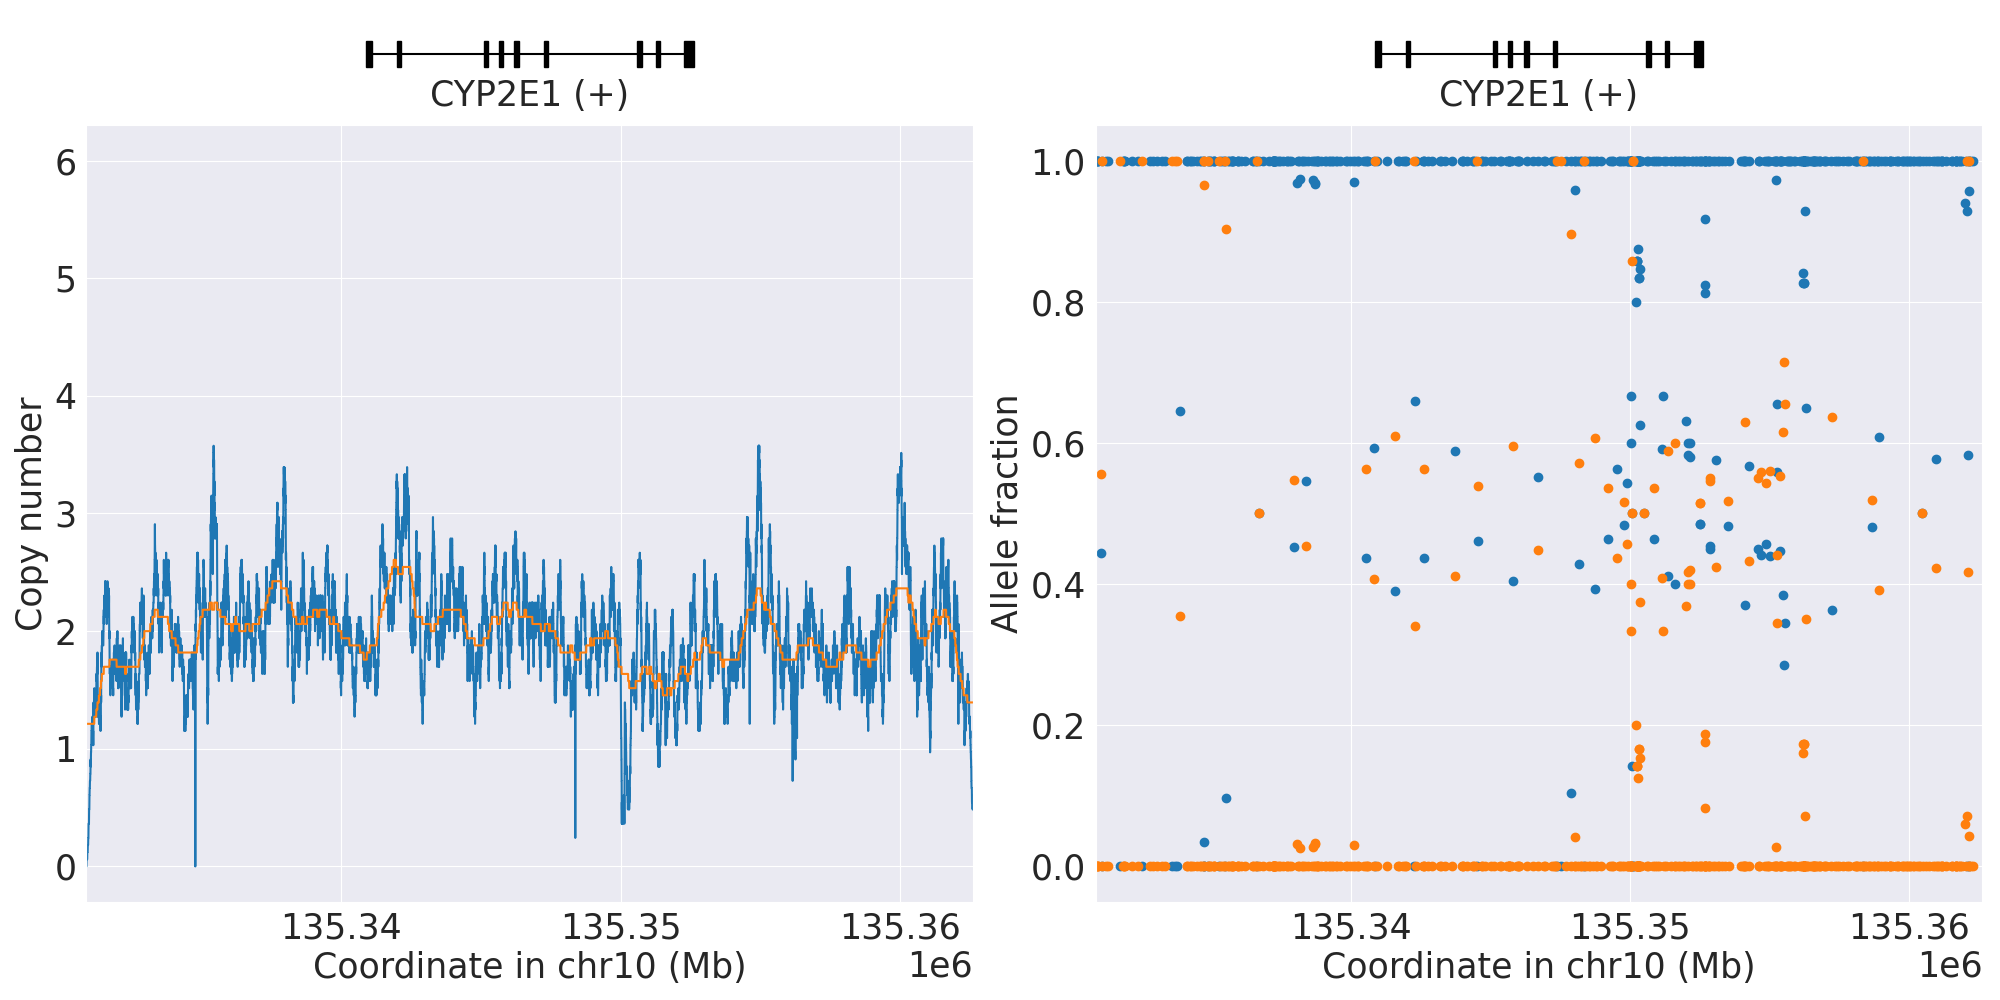 CYP2E1 (+)
6
5
4
3
2
1
0
Copy number
135.34 135.35 135.36
Coordinate in chr10 (Mb)
1e6
CYP2E1 (+)
1.0
0.8
0.6
0.4
0.2
0.0
Allele fraction
135.34 135.35 135.36
Coordinate in chr10 (Mb)
1e6